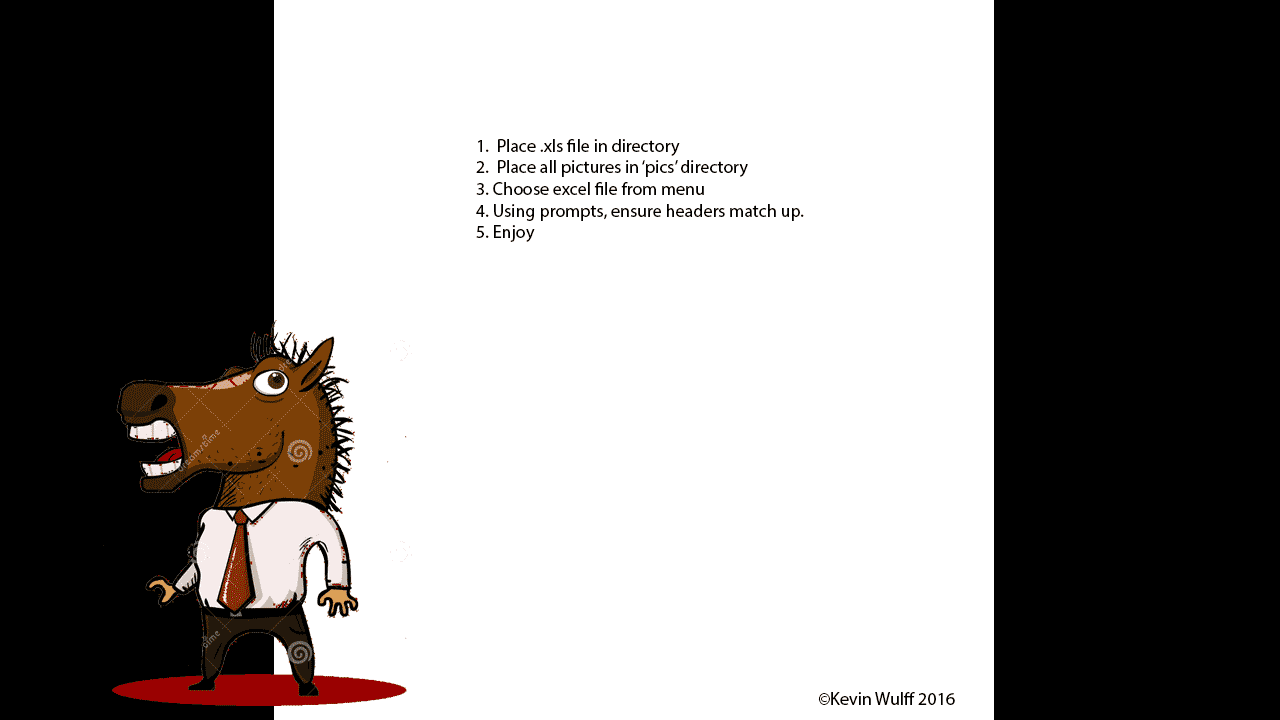 1.  Place .xls file in directory
2.  Place all pictures in ‘pics’ directory
3. Choose excel file from menu
4. Using prompts, ensure headers match up.
5. Enjoy
©Kevin Wulff 2016